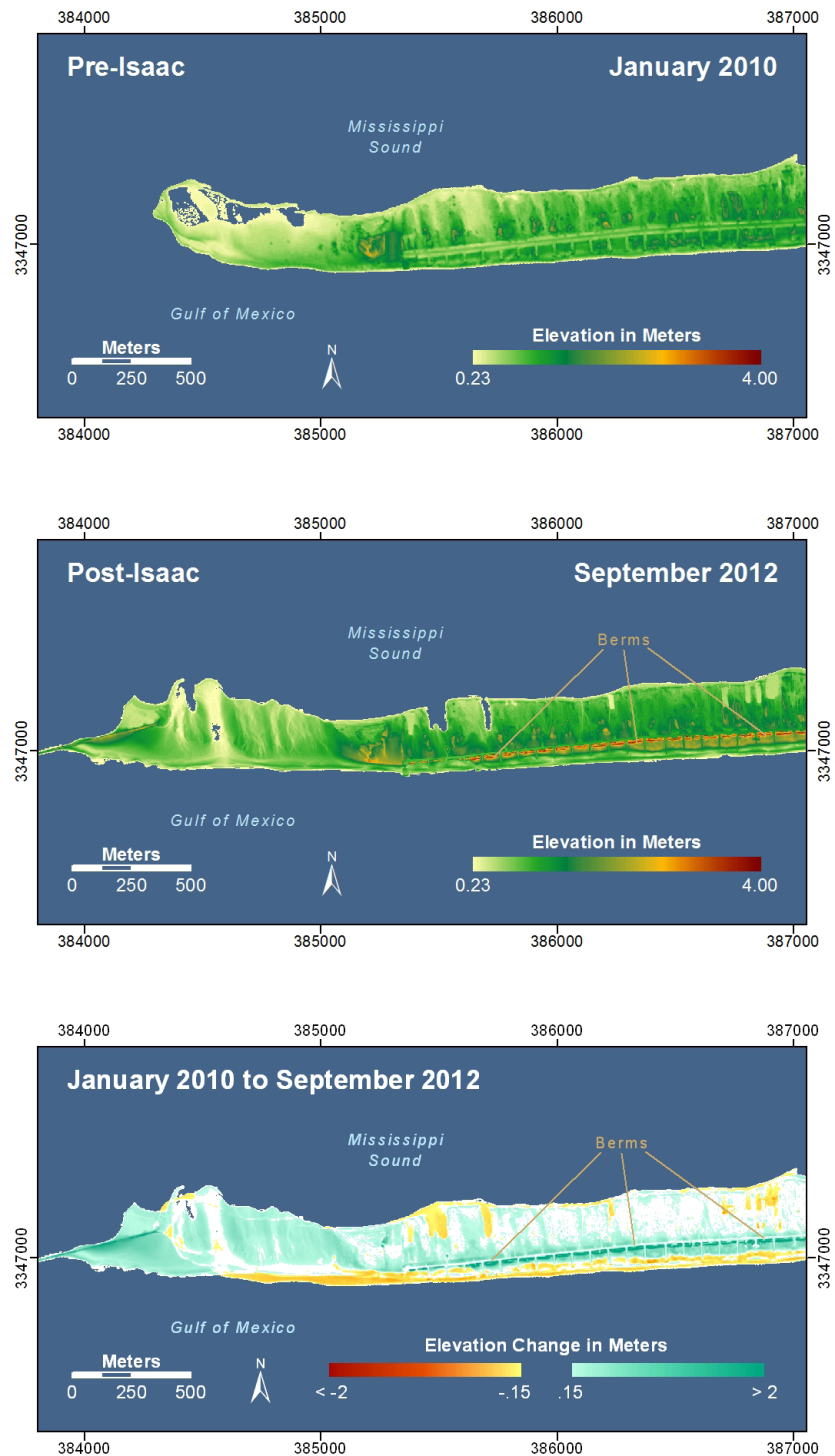 384000 385000 386000 387000
Pre-Isaac January 2010
Mississippi
Sound
3347000 3347000
Gulf of Mexico
Elevation in Meters
Meters N
0 250 500 0.23 4.00
384000 385000 386000 387000
384000 385000 386000 387000
Post-Isaac September 2012
Mississippi Berms
Sound
3347000 3347000
Gulf of Mexico
Elevation in Meters
Meters N
0 250 500 0.23 4.00
384000 385000 386000 387000
384000 385000 386000 387000
January 2010 to September 2012
Mississippi Berms
Sound
3347000 3347000
Gulf of Mexico
Elevation Change in Meters
Meters N
0 250 500 < -2 -.15 .15 > 2
384000 385000 386000 387000